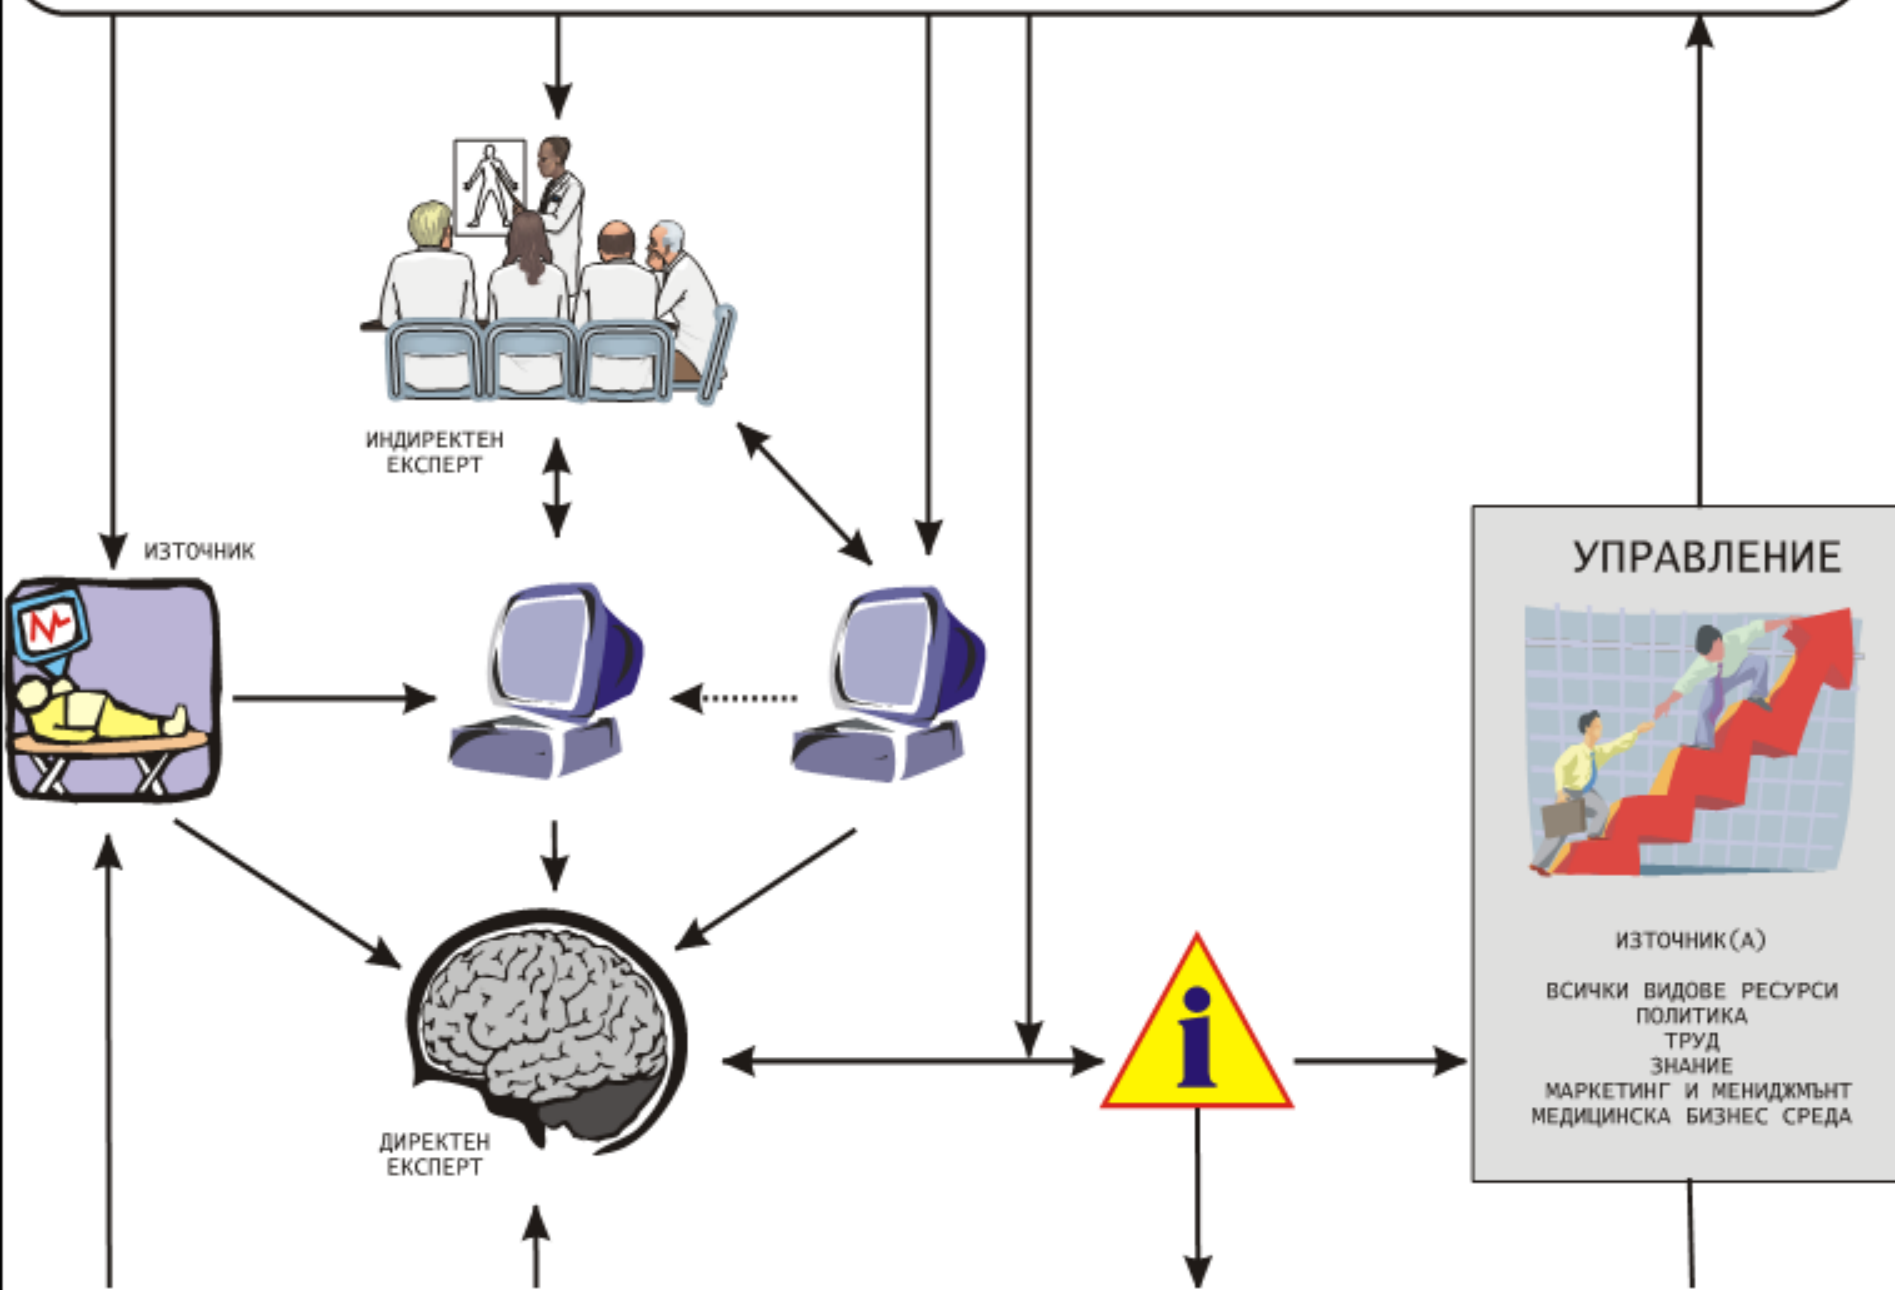 ИНДИРЕКТЕН
ЕКСПЕРТ
ИЗТОЧНИК
УПРАВЛЕНИЕ
ИЗТОЧНИК(А)
ВСИЧКИ ВИДОВЕ РЕСУРСИ
ПОЛИТИКА
ТРУД
ЗНАНИЕ
МАРКЕТИНГ И МЕНИДЖМЪНТ
МЕДИЦИНСКА БИЗНЕС СРЕДА
i
ДИРЕКТЕН
ЕКСПЕРТ